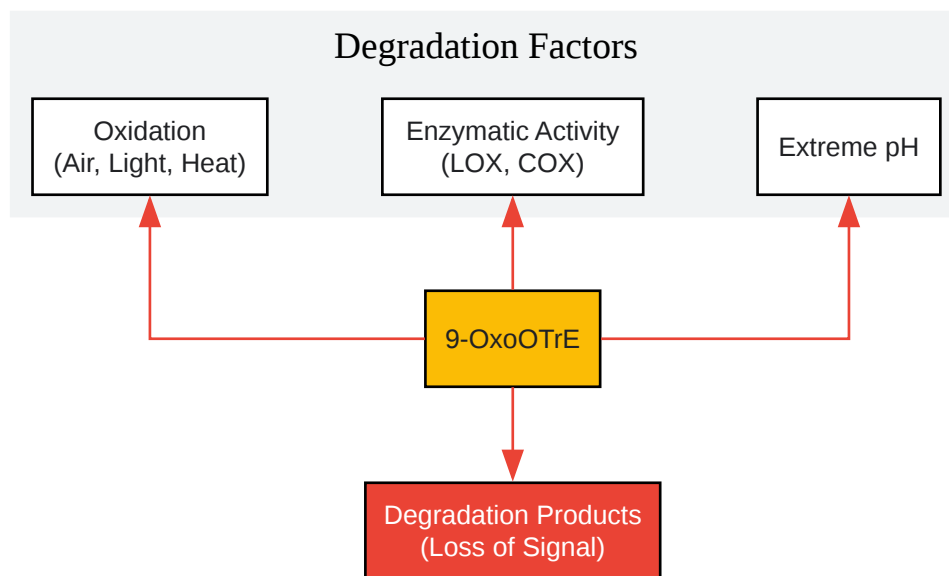 Degradation Factors
Oxidation
(Air, Light, Heat)
Enzymatic Activity
(LOX, COX)
Extreme pH
9-OxoOTrE
Degradation Products
(Loss of Signal)